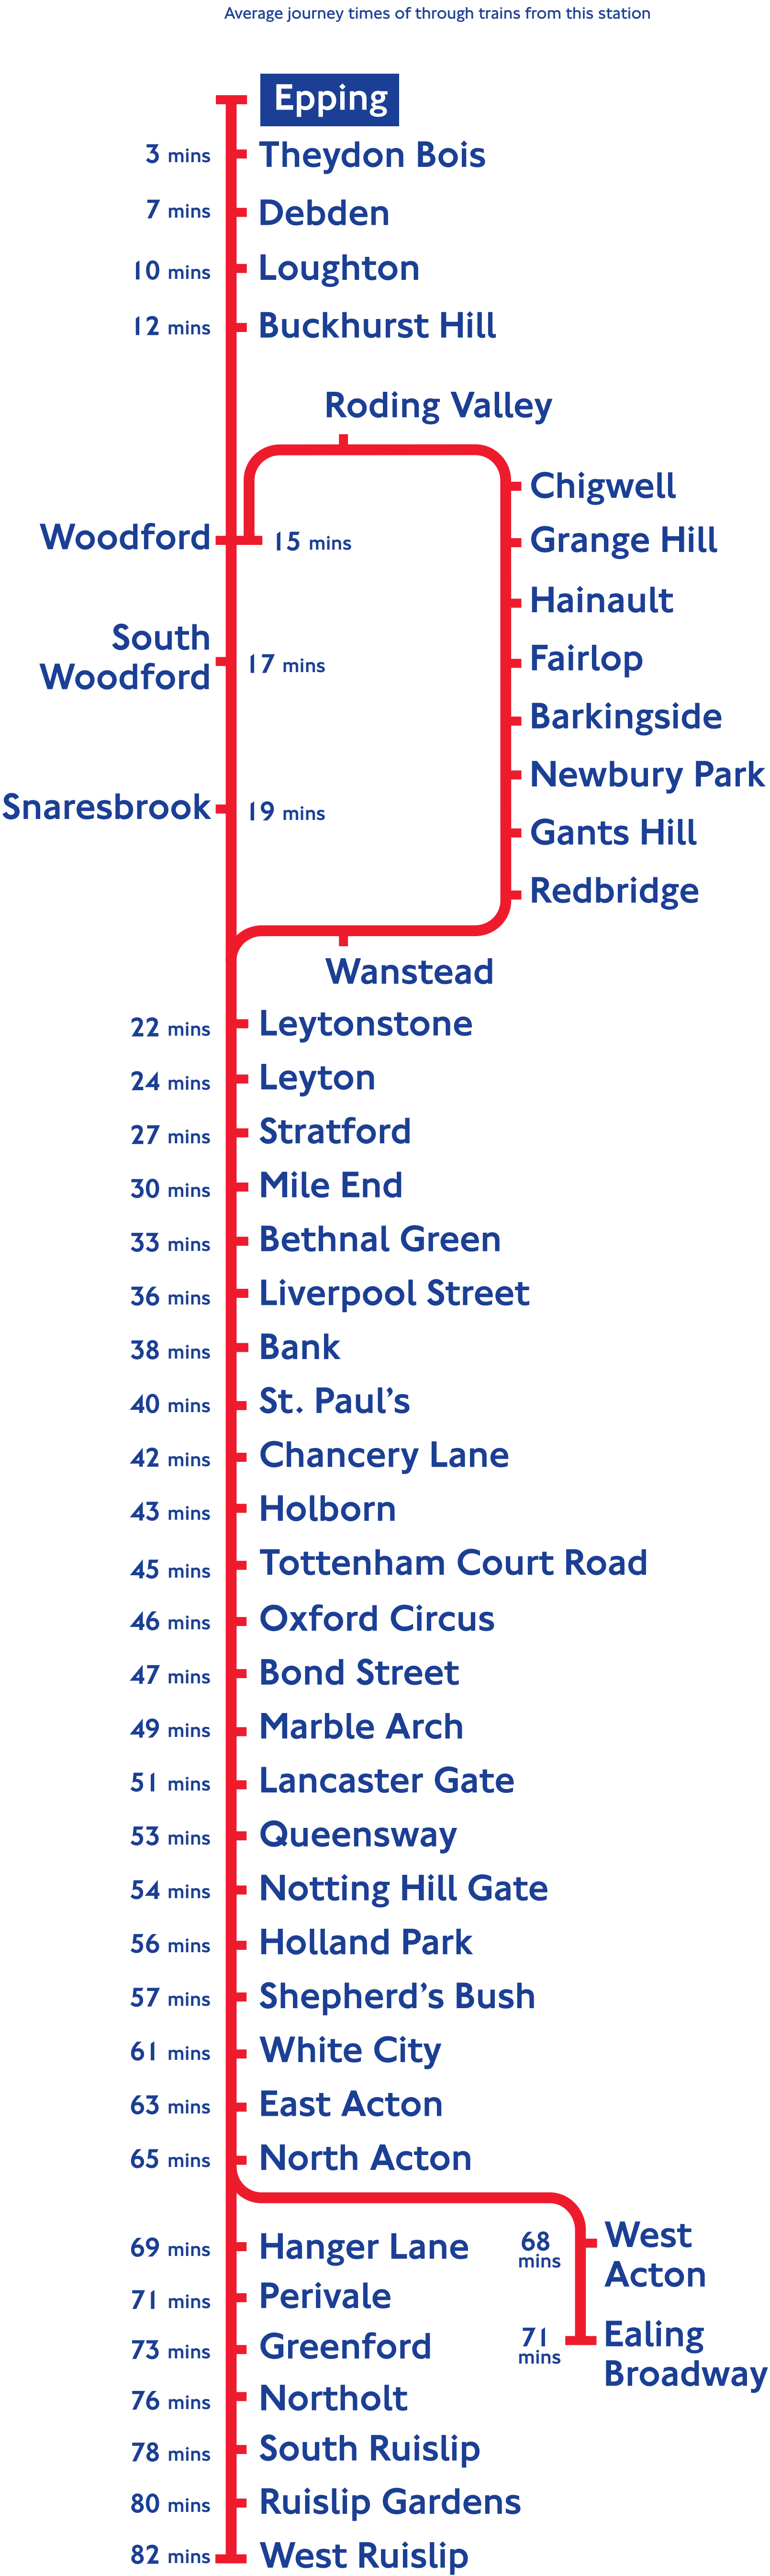 Average journey times of through trains from this station
Epping
3 mins Theydon Bois
7 mins Debden
10 mins Loughton
12 mins Buckhurst Hill
Roding Valley
Chigwell
Woodford 15 mins Grange Hill
Hainault
South
Woodford 17 mins
Fairlop
Barkingside
Newbury Park
Snaresbrook 19 mins
Gants Hill
Redbridge
Wanstead
22 mins Leytonstone
24 mins Leyton
27 mins Stratford
30 mins Mile End
33 mins Bethnal Green
36 mins Liverpool Street
38 mins Bank
40 mins St. Paul's
42 mins Chancery Lane
43 mins Holborn
45 mins Tottenham Court Road
46 mins Oxford Circus
47 mins Bond Street
49 mins Marble Arch
51 mins Lancaster Gate
53 mins Queensway
54 mins Notting Hill Gate
56 mins Holland Park
57 mins Shepherd's Bush
61 mins White City
63 mins East Acton
65 mins North Acton
68
mins
West
Acton
69 mins Hanger Lane
71 mins Perivale
71
mins
Ealing
Broadway
73 mins Greenford
76 mins Northolt
78 mins South Ruislip
80 mins Ruislip Gardens
82 mins West Ruislip